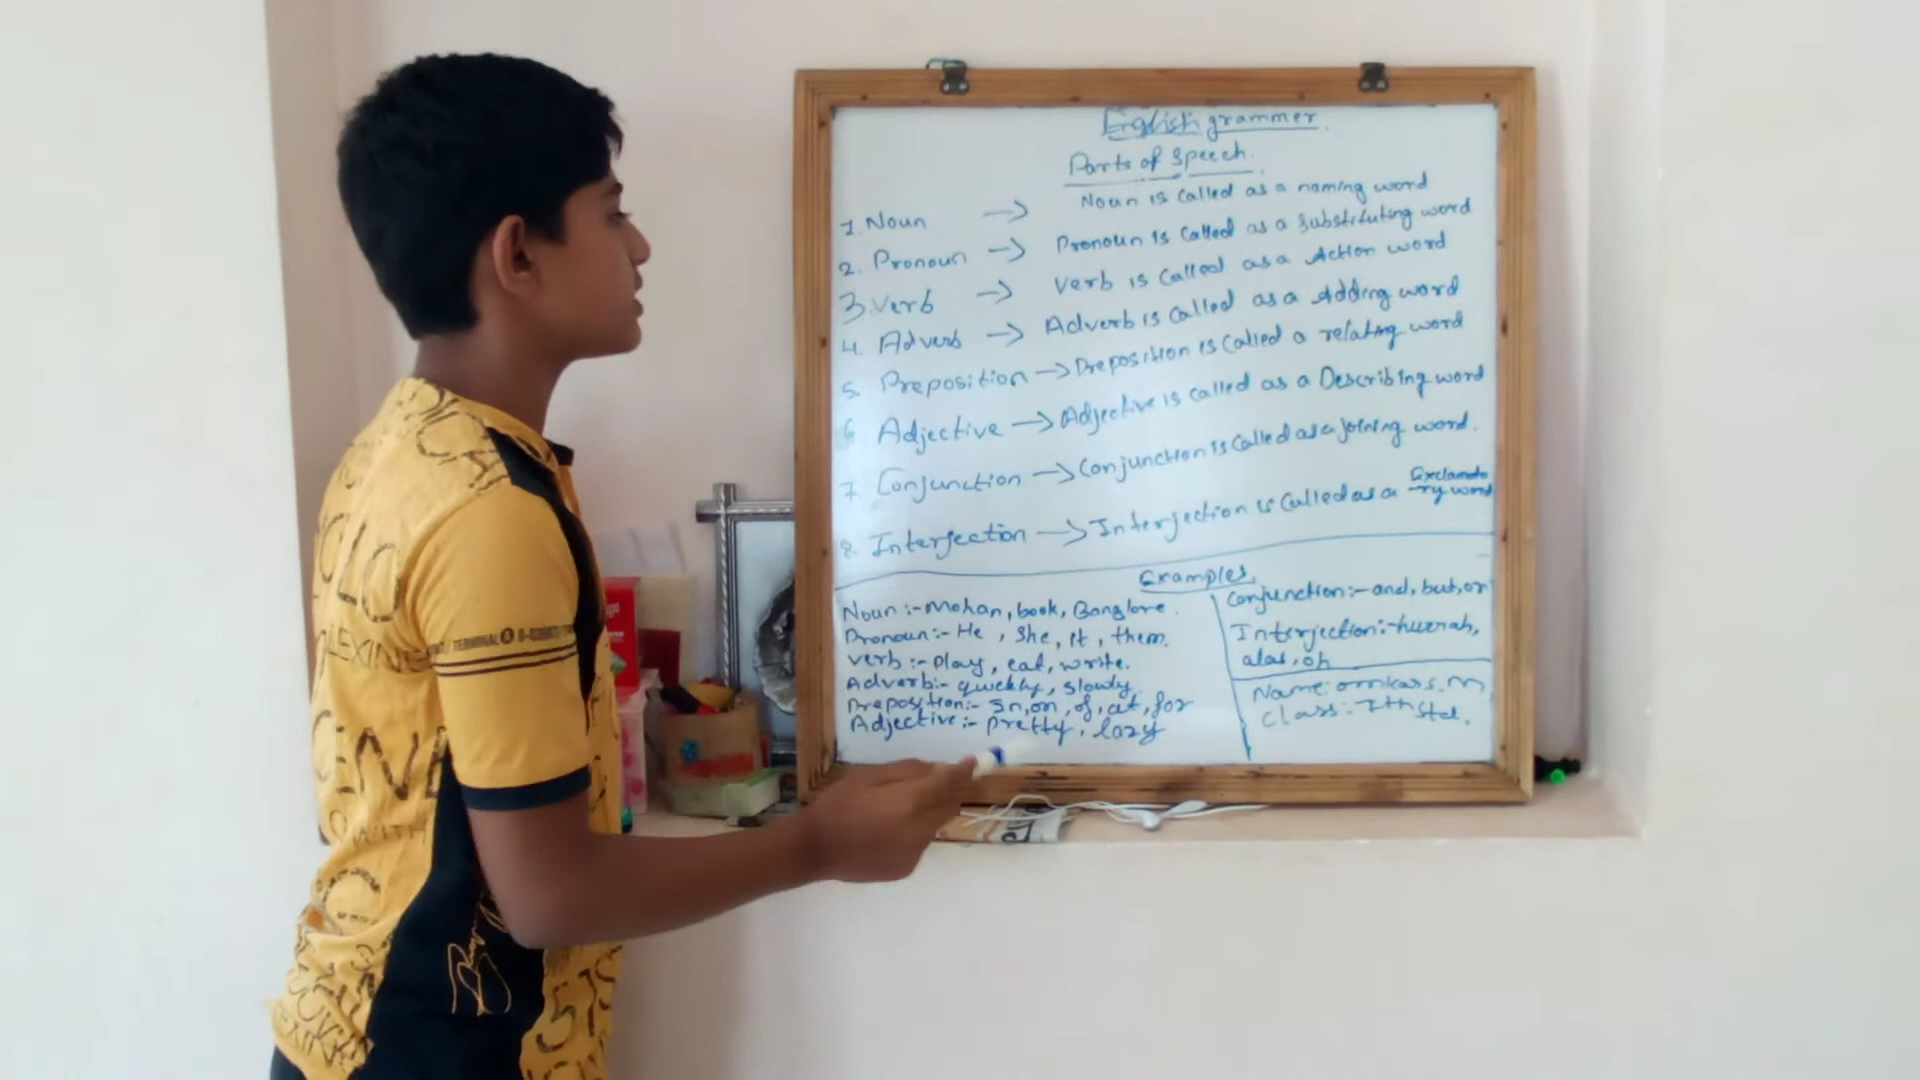 English grammer
Parts of speech.
1. Noun → Noun is called as a naming word
2. Pronoun → Pronoun is called as a substituting word
3. verb → verb is called as a Action word
4. Adverb → Adverb is called as a Adding word
5. Preposition → Preposition is called a relating word
6 Adjective → Adjective is called as a Describing word
7. Conjunction → Conjunction is called as a joining word.
8. Interjection → Interjection is called as a Exclamatory word
Examples
Noun :- Mohan, book, Banglore.
Pronoun:- He, She, It, them.
verb :- play, eat, write.
Adverb:- quickly, slowly
Preposition:- In, on, of, at, for
Adjective:- pretty, lazy
Conjunction:- and, but, or
Interjection:- hurrah,
alas, oh
Name: omkar s. m
Class: 7th std.
TERMINAL